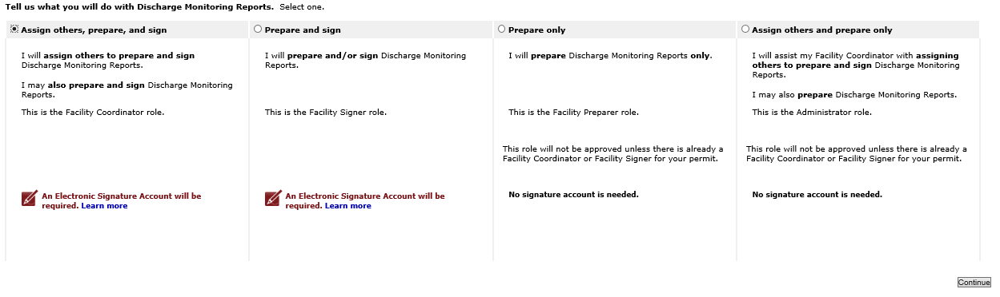 Tell us what you will do with Discharge Monitoring Reports.  Select one.
Assign others, prepare, and sign
I will assign others to prepare and sign
Discharge Monitoring Reports.
I may also prepare and sign Discharge Monitoring
Reports.
This is the Facility Coordinator role.
An Electronic Signature Account will be
required. Learn more
Prepare and sign
I will prepare and/or sign Discharge Monitoring
Reports.
This is the Facility Signer role.
An Electronic Signature Account will be
required. Learn more
Prepare only
I will prepare Discharge Monitoring Reports only.
This is the Facility Preparer role.
This role will not be approved unless there is already a
Facility Coordinator or Facility Signer for your permit.
No signature account is needed.
Assign others and prepare only
I will assist my Facility Coordinator with assigning
others to prepare and sign Discharge Monitoring
Reports.
I may also prepare Discharge Monitoring Reports.
This is the Administrator role.
This role will not be approved unless there is already a
Facility Coordinator or Facility Signer for your permit.
No signature account is needed.
Continue